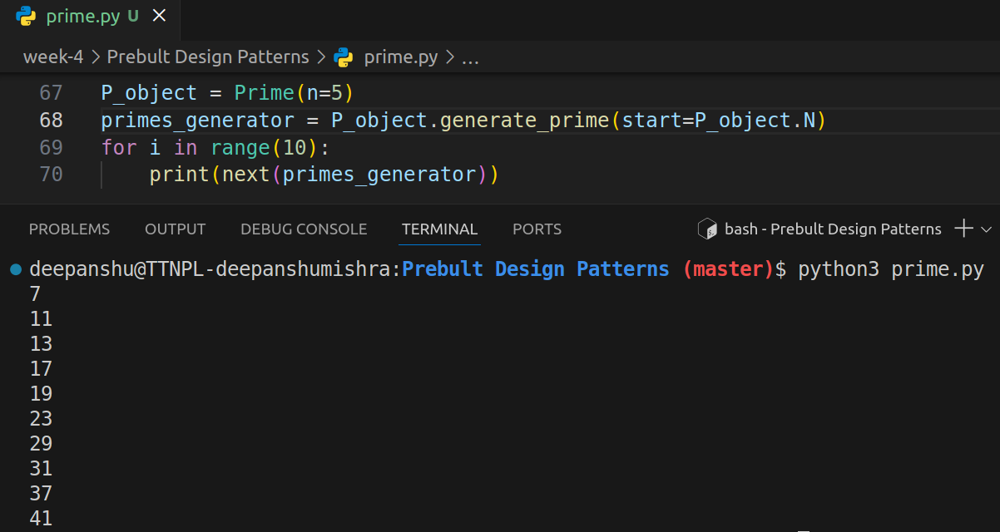 prime.py U ×
week-4 > Prebult Design Patterns > prime.py > ...
67 P_object = Prime(n=5)
68 primes_generator = P_object.generate_prime(start=P_object.N)
69 for i in range(10):
70     print(next(primes_generator))
PROBLEMS OUTPUT DEBUG CONSOLE TERMINAL PORTS bash - Prebult Design Patterns
deepanshu@TTNPL-deepanshumishra:Prebult Design Patterns (master)$ python3 prime.py
7
11
13
17
19
23
29
31
37
41